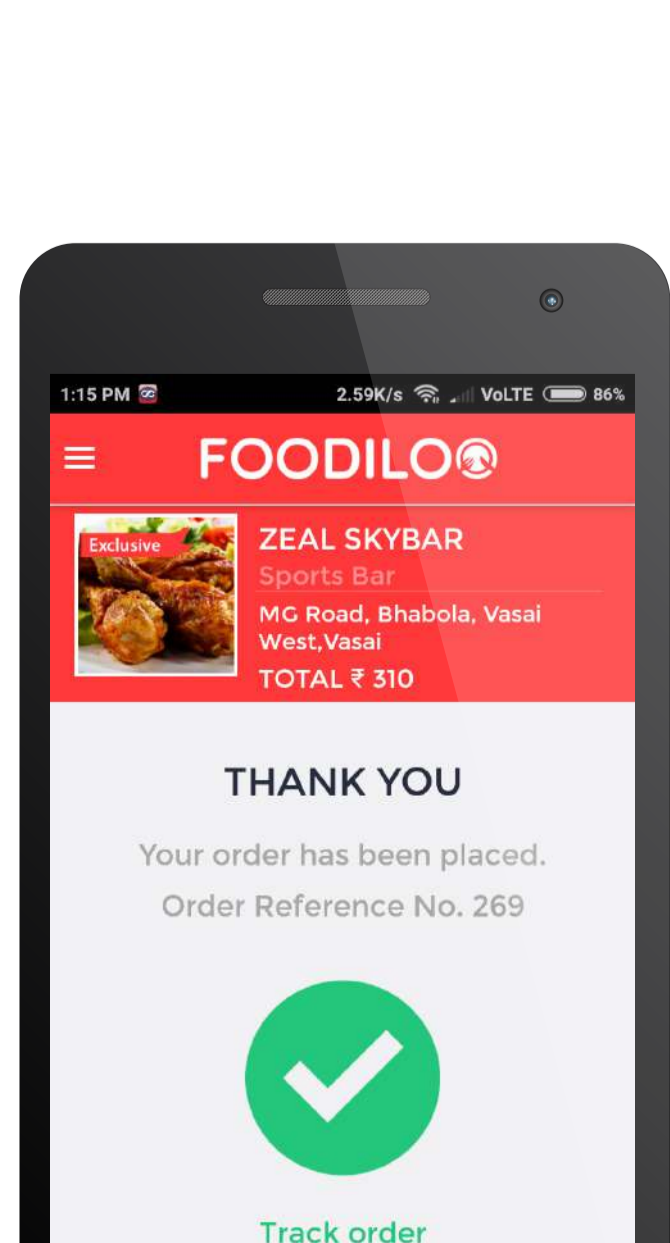 1:15 PM 2.59K/s VoLTE 86%
FOODILOO
Exclusive
ZEAL SKYBAR
Sports Bar
MG Road, Bhabola, Vasai
West,Vasai
TOTAL ₹ 310
THANK YOU
Your order has been placed.
Order Reference No. 269
Track order